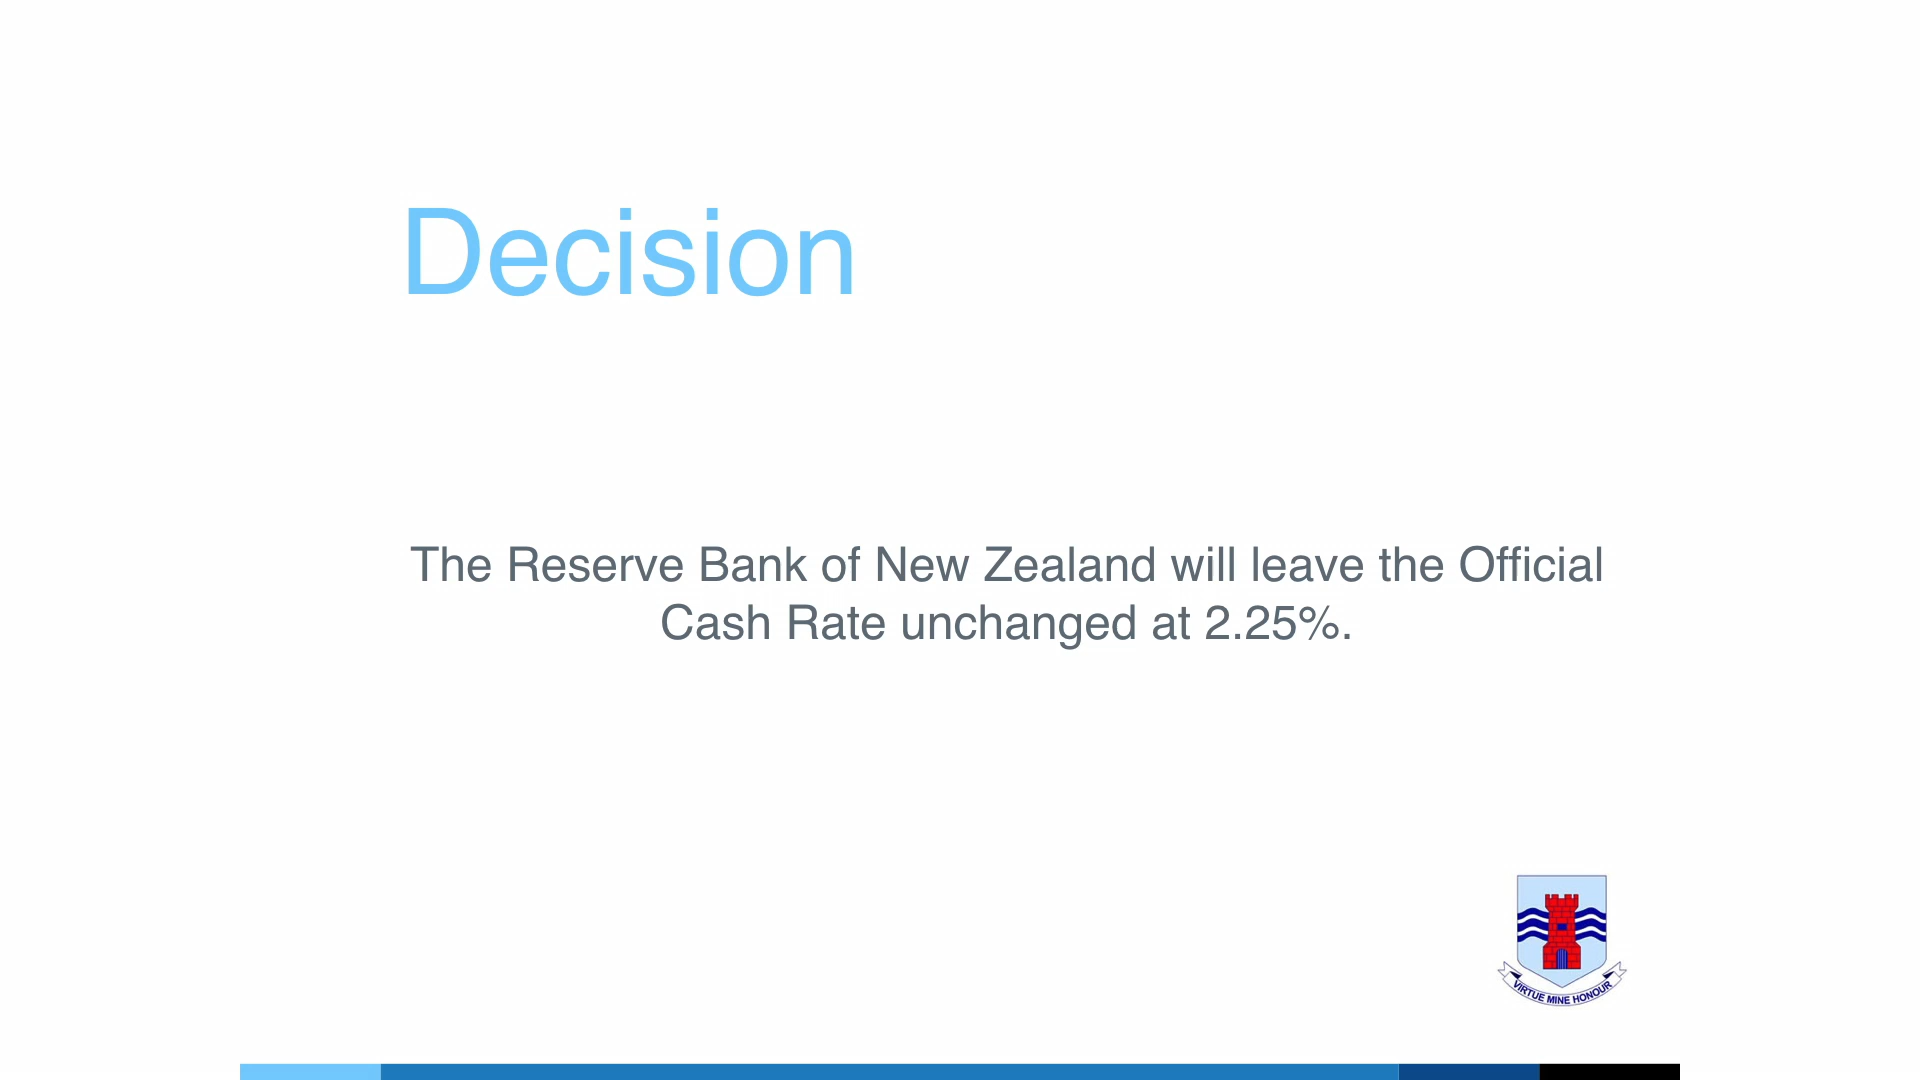 Decision
The Reserve Bank of New Zealand will leave the Official
Cash Rate unchanged at 2.25%.
VIRTUE MINE HONOUR